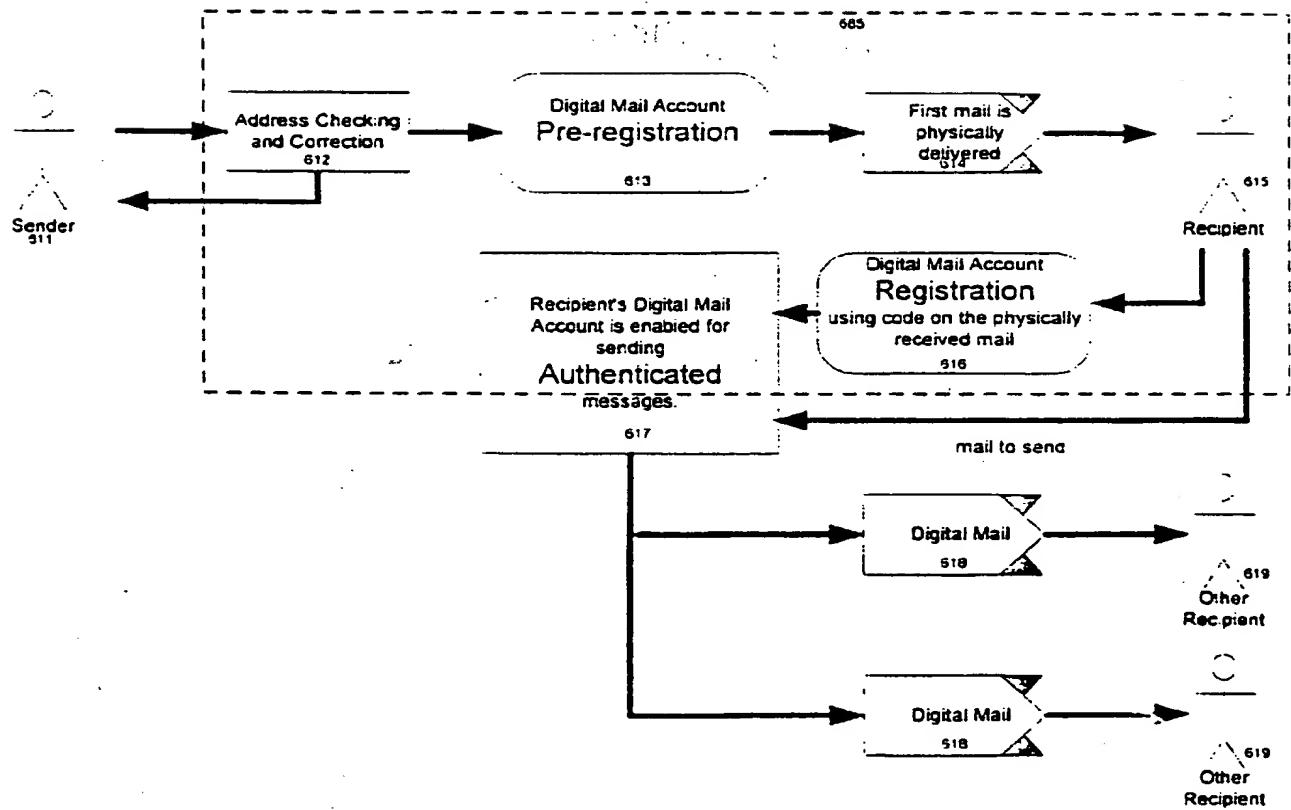 685
Address Checking
and Correction
612
Digital Mail Account
Pre-registration
613
First mail is
physically
delivered
614
Sender
611
615
Recipient
Digital Mail Account
Registration
using code on the physically
received mail
616
Recipient's Digital Mail
Account is enabled for
sending
Authenticated
messages.
617
mail to send
Digital Mail
618
619
Other
Recipient
Digital Mail
618
619
Other
Recipient